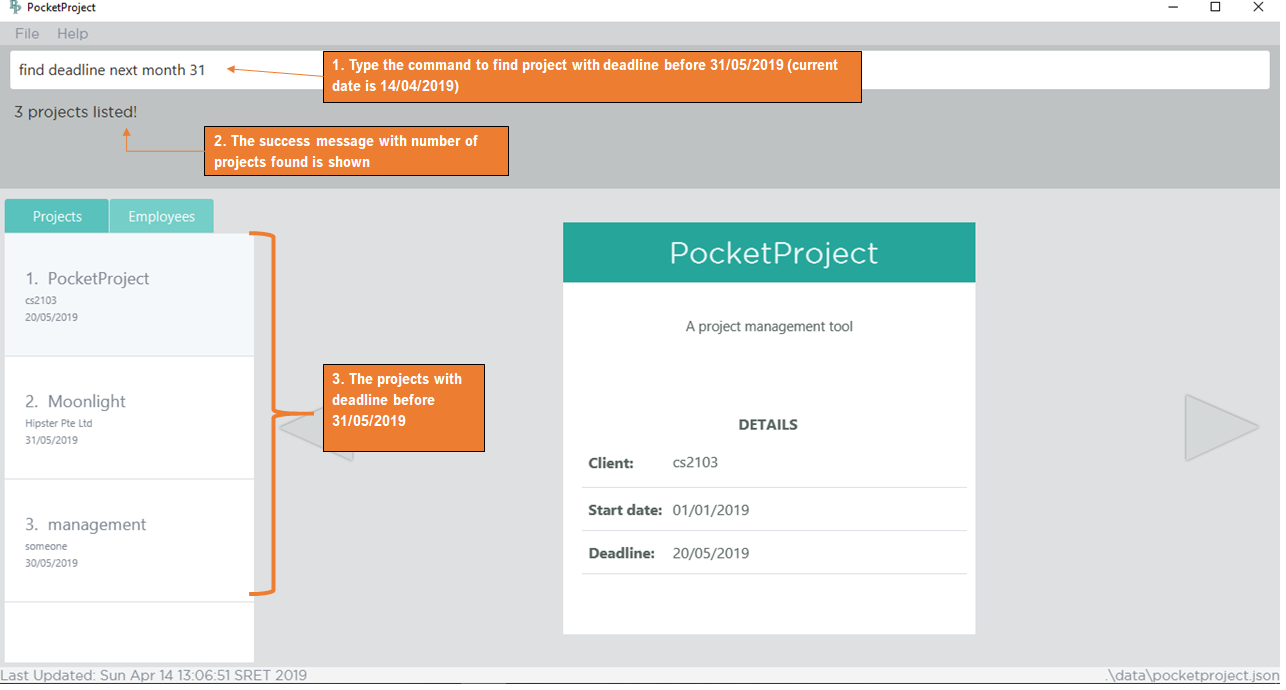 PocketProject
File Help
find deadline next month 31
1. Type the command to find project with deadline before 31/05/2019 (current
date is 14/04/2019)
3 projects listed!
2. The success message with number of
projects found is shown
Projects Employees
1. PocketProject
cs2103
20/05/2019
2. Moonlight
Hipster Pte Ltd
31/05/2019
3. management
someone
30/05/2019
3. The projects with
deadline before
31/05/2019
PocketProject
A project management tool
DETAILS
Client: cs2103
Start date: 01/01/2019
Deadline: 20/05/2019
Last Updated: Sun Apr 14 13:06:51 SRET 2019
.\data\pocketproject.json